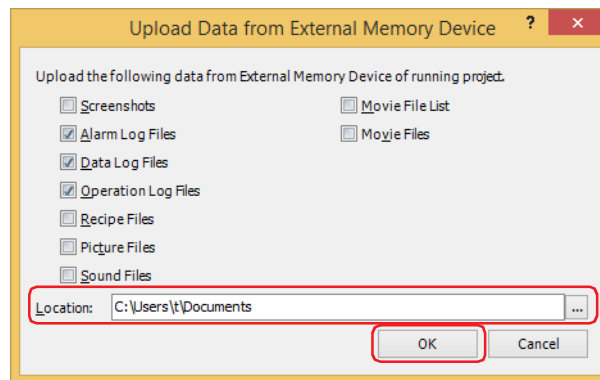 Upload Data from External Memory Device ? ×
Upload the following data from External Memory Device of running project.
Screenshots
Movie File List
Alarm Log Files
Movie Files
Data Log Files
Operation Log Files
Recipe Files
Picture Files
Sound Files
Location: C:\Users\t\Documents ...
OK Cancel